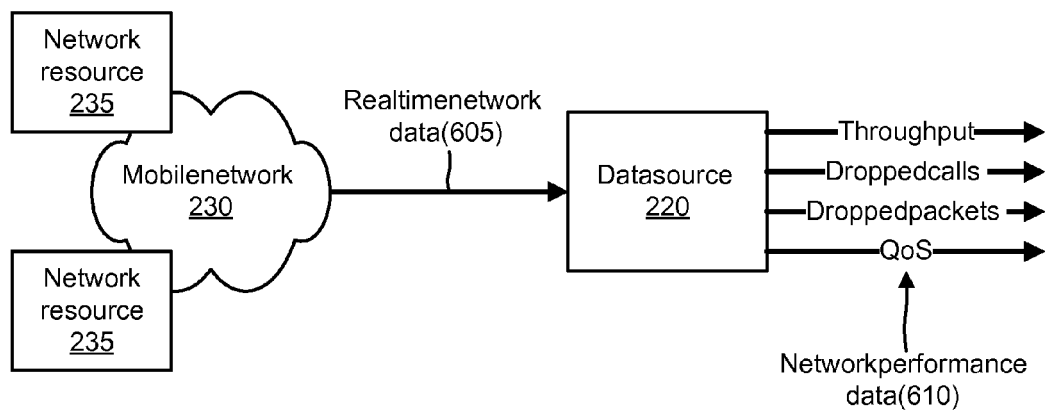 Network
resource
235
Mobilenetwork
230
Network
resource
235
Realtimenetwork
data(605)
Datasource
220
Throughput
Droppedcalls
Droppedpackets
QoS
Networkperformance
data(610)